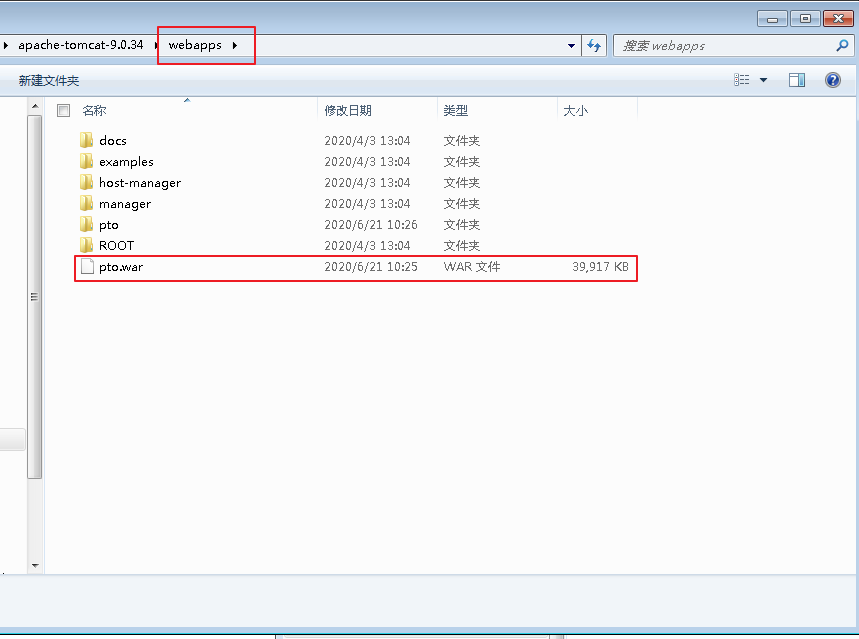 apache-tomcat-9.0.34 webapps 搜索 webapps
新建文件夹
名称 修改日期 类型 大小
docs 2020/4/3 13:04 文件夹
examples 2020/4/3 13:04 文件夹
host-manager 2020/4/3 13:04 文件夹
manager 2020/4/3 13:04 文件夹
pto 2020/6/21 10:26 文件夹
ROOT 2020/4/3 13:04 文件夹
pto.war 2020/6/21 10:25 WAR 文件 39,917 KB